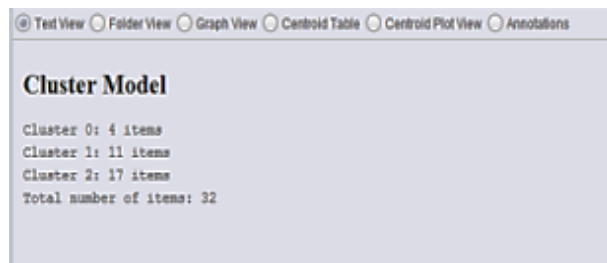 Text View Folder View Graph View Centroid Table Centroid Plot View Annotations
Cluster Model
Cluster 0: 4 items
Cluster 1: 11 items
Cluster 2: 17 items
Total number of items: 32